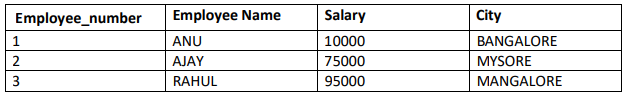 Employee_number Employee Name Salary City
1 ANU 10000 BANGALORE
2 AJAY 75000 MYSORE
3 RAHUL 95000 MANGALORE